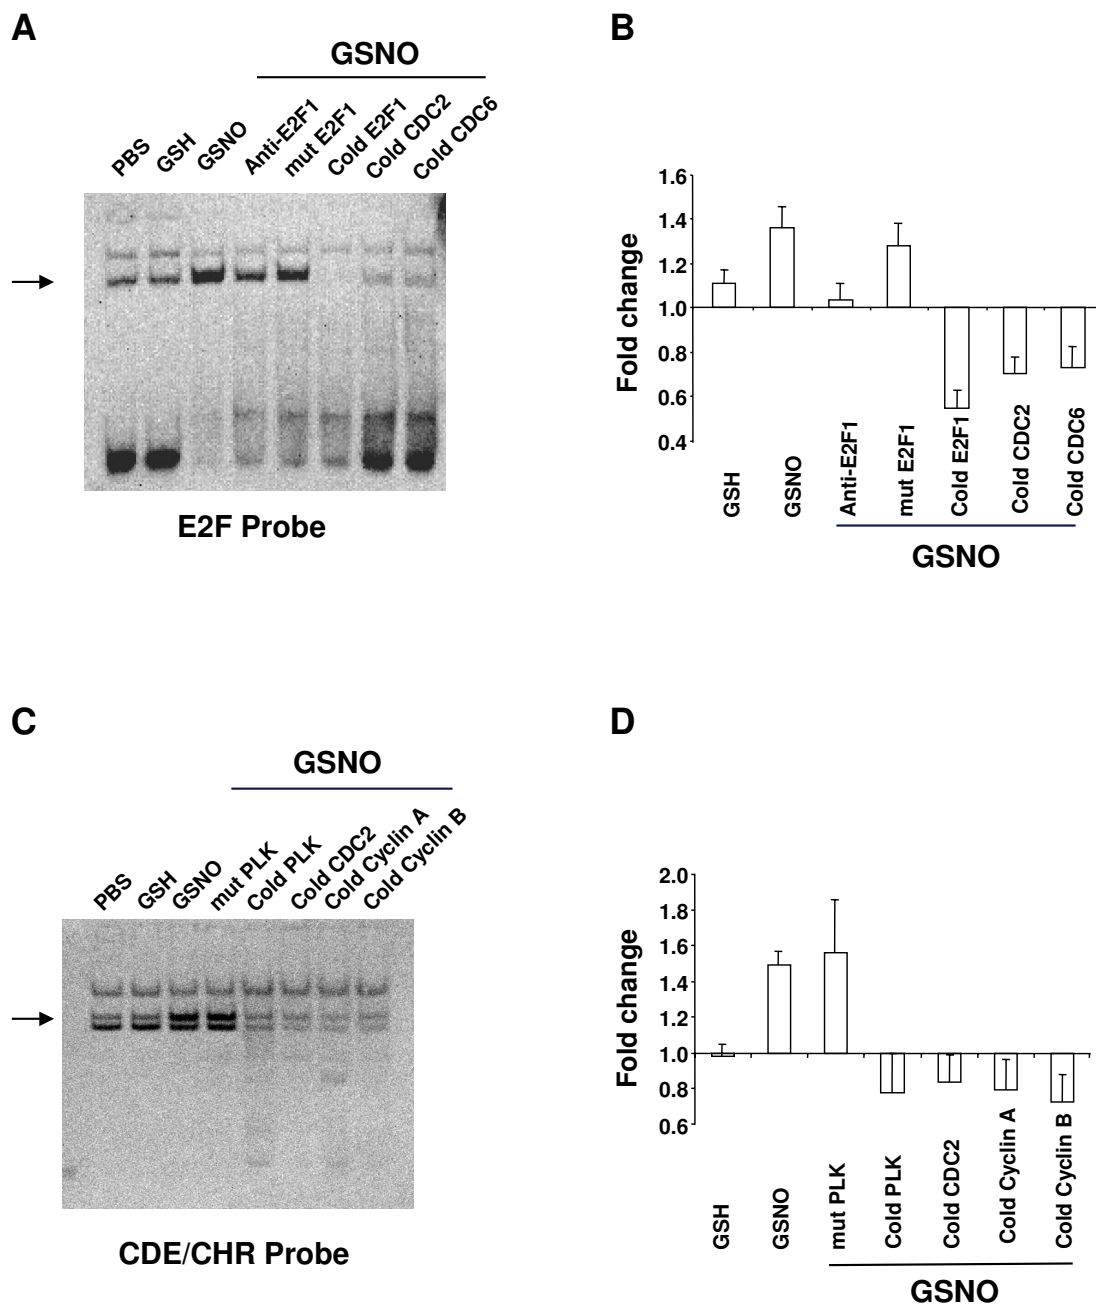 A
GSNO
PBS
GSH
GSNO
Anti-E2F1
mut E2F1
Cold E2F1
Cold CDC2
Cold CDC6
E2F Probe
B
Fold change
1.6
1.4
1.2
1.0
0.8
0.6
0.4
GSH
GSNO
Anti-E2F1
mut E2F1
Cold E2F1
Cold CDC2
Cold CDC6
GSNO
C
GSNO
PBS
GSH
GSNO
mut PLK
Cold PLK
Cold CDC2
Cold Cyclin A
Cold Cyclin B
CDE/CHR Probe
D
Fold change
2.0
1.8
1.6
1.4
1.2
1.0
0.8
0.6
GSH
GSNO
mut PLK
Cold PLK
Cold CDC2
Cold Cyclin A
Cold Cyclin B
GSNO